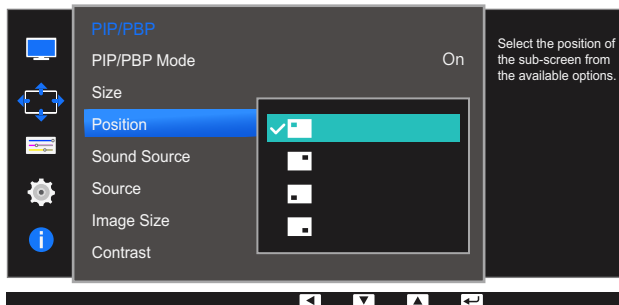 PIP/PBP
PIP/PBP Mode On
Size
Position
Sound Source
Source
Image Size
Contrast
Select the position of
the sub-screen from
the available options.